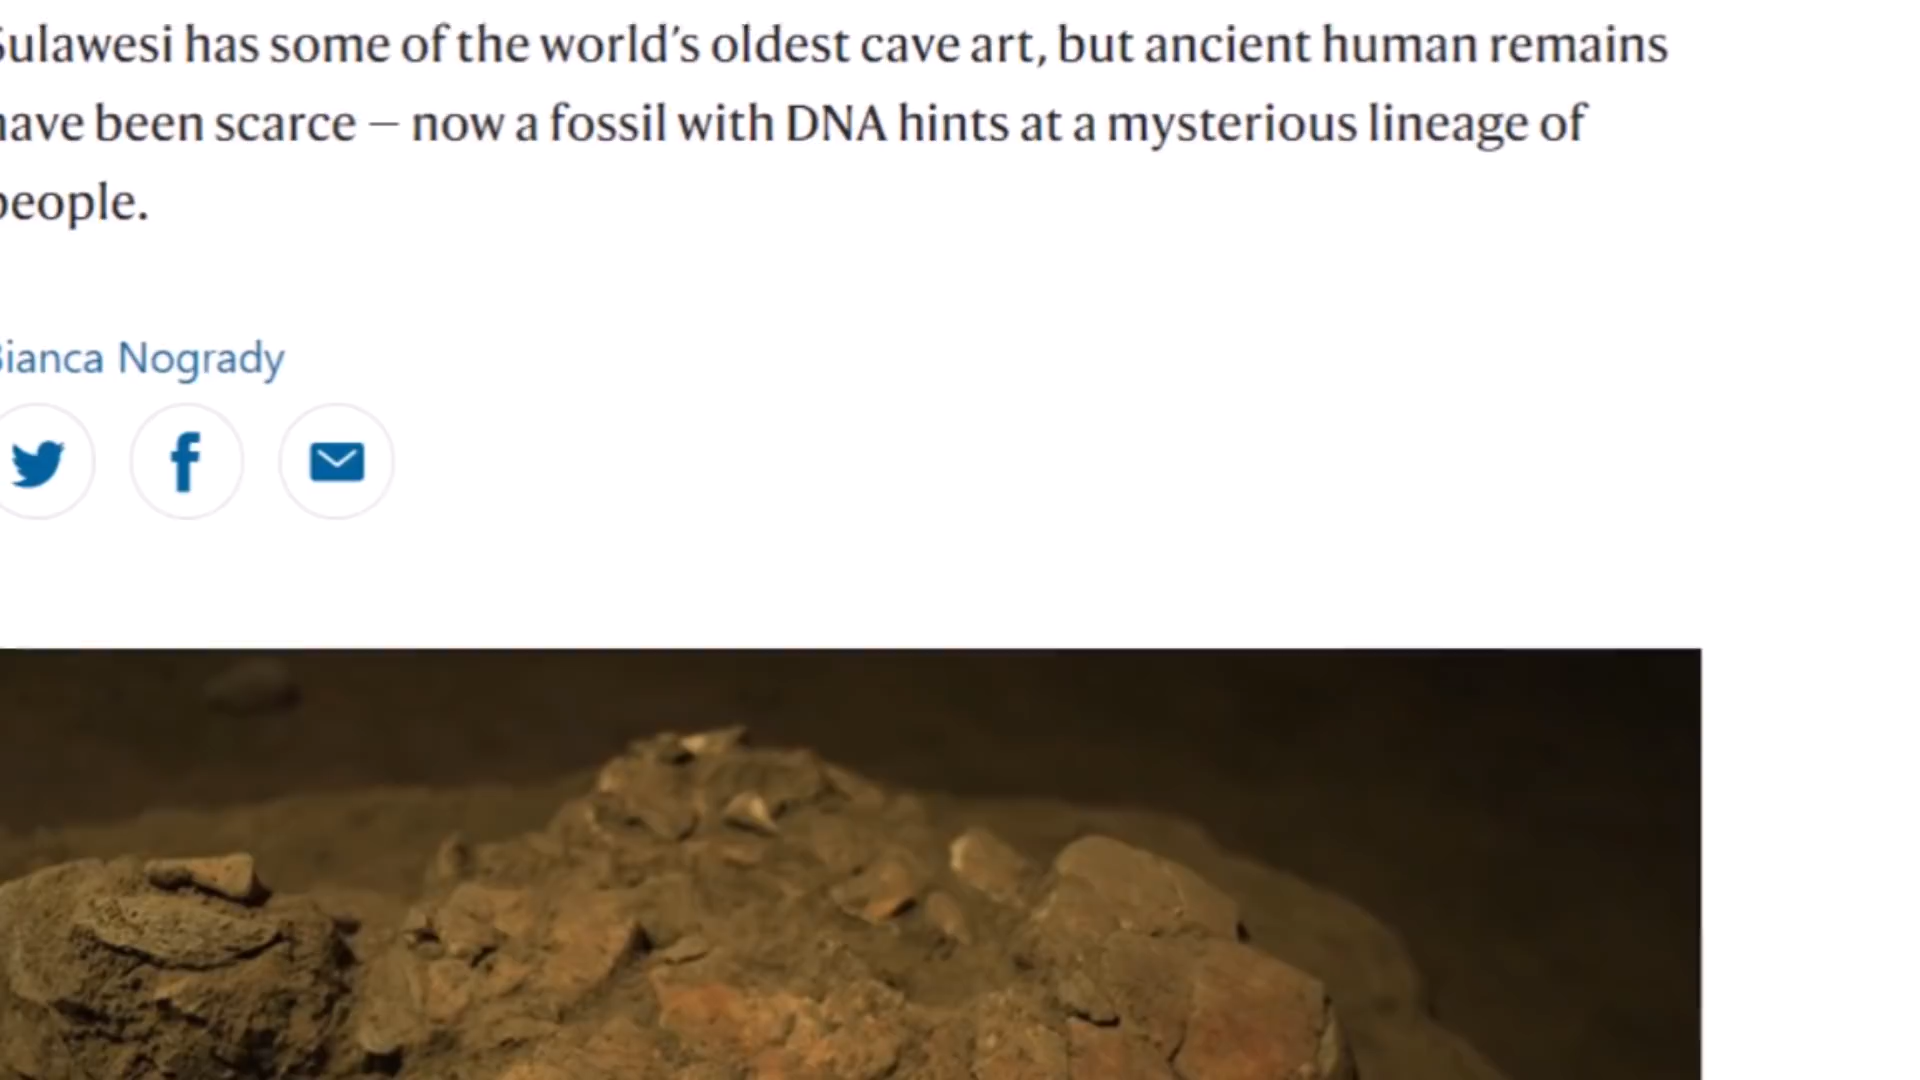 Sulawesi has some of the world’s oldest cave art, but ancient human remains
have been scarce – now a fossil with DNA hints at a mysterious lineage of
people.
Bianca Nogrady